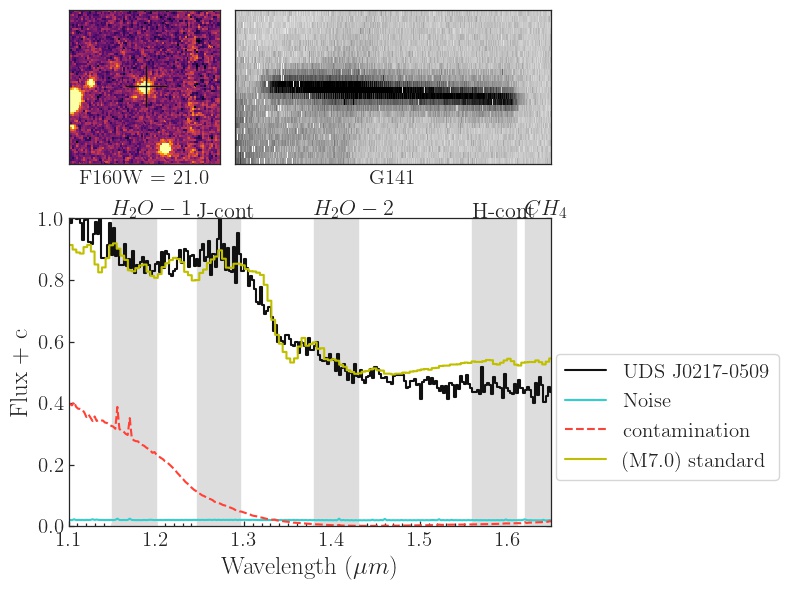 F160W = 21.0
G141
H₂O − 1 J-cont H₂O − 2 H-cont CH₄
1.0
0.8
0.6
0.4
0.2
0.0
Flux + c
1.1 1.2 1.3 1.4 1.5 1.6
Wavelength (μm)
UDS J0217-0509
Noise
contamination
(M7.0) standard